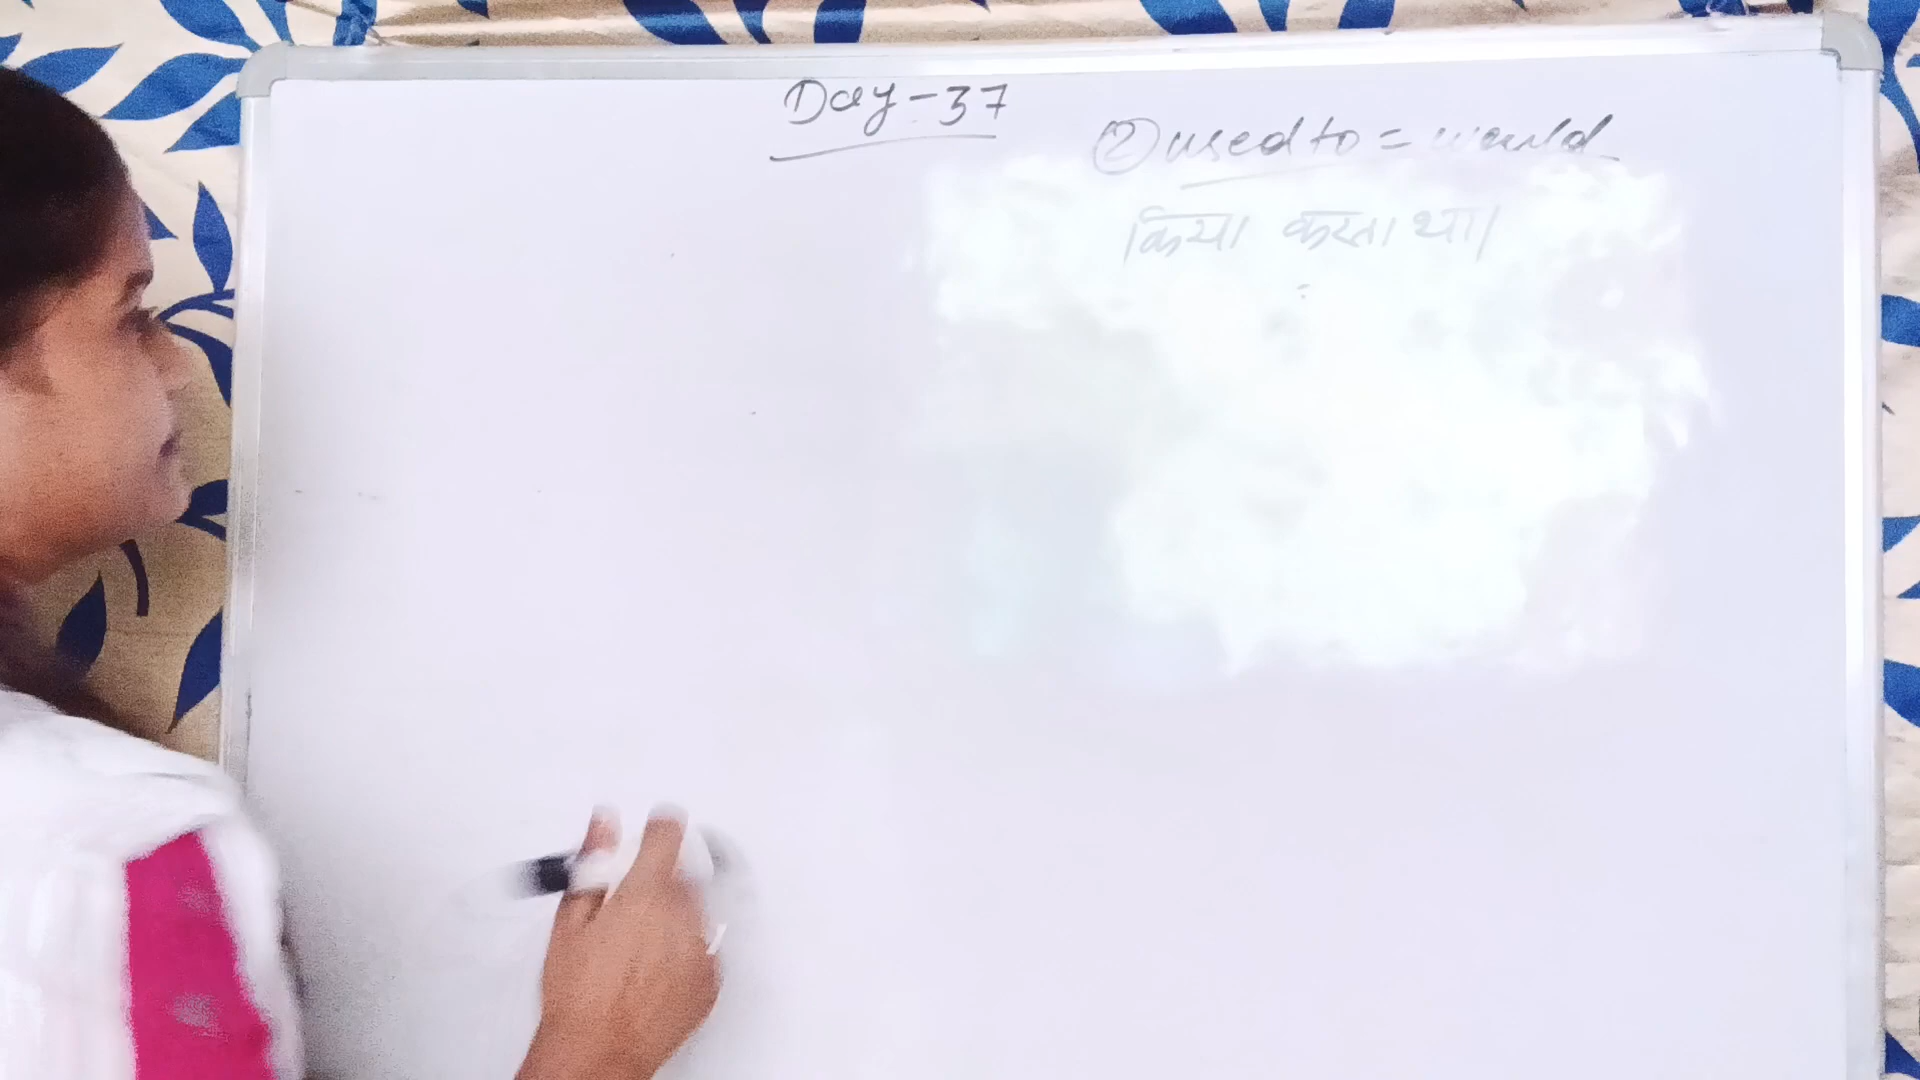 Day-37
② used to = would
किया करता था।